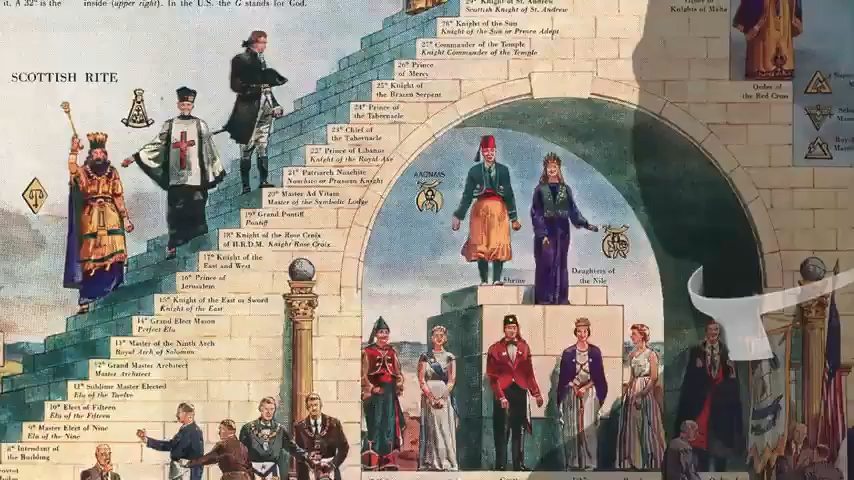 it. A 32° is the inside (upper right). In the U.S. the G stands for God.
SCOTTISH RITE
29° Knight of St. Andrew
Scottish Knight of St. Andrew
28° Knight of the Sun
Knight of the Sun or Prince Adept
27° Commander of the Temple
Knight Commander of the Temple
26° Prince
of Mercy
25° Knight of
the Brazen Serpent
24° Prince of
the Tabernacle
23° Chief of
the Tabernacle
22° Prince of Libanus
Knight of the Royal Axe
21° Patriarch Noachite
Noachite or Prussian Knight
20° Master Ad Vitam
Master of the Symbolic Lodge
19° Grand Pontiff
Pontiff
18° Knight of the Rose Croix
of H.R.D.M. Knight Rose Croix
17° Knight of the
East and West
16° Prince of
Jerusalem
15° Knight of the East or Sword
Knight of the East
14° Grand Elect Mason
Perfect Elu
13° Master of the Ninth Arch
Royal Arch of Solomon
12° Grand Master Architect
Master Architect
11° Sublime Master Elected
Elu of the Twelve
10° Elect of Fifteen
Elu of the Fifteen
9° Master Elect of Nine
Elu of the Nine
8° Intendant of
the Building
AAONMS
Shrine
Daughters of
the Nile
Knights of Malta
Order of
the Red Cross